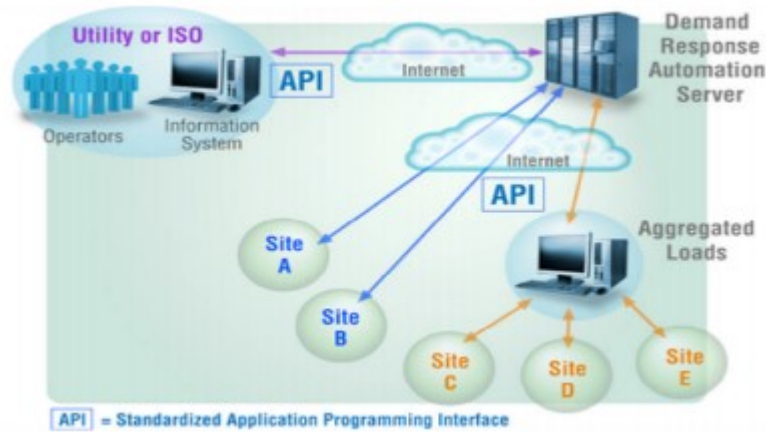 Utility or ISO
Operators
Information
System
API
Internet
Demand
Response
Automation
Server
Internet
API
Site
A
Site
B
Aggregated
Loads
Site
C
Site
D
Site
E
API = Standardized Application Programming Interface